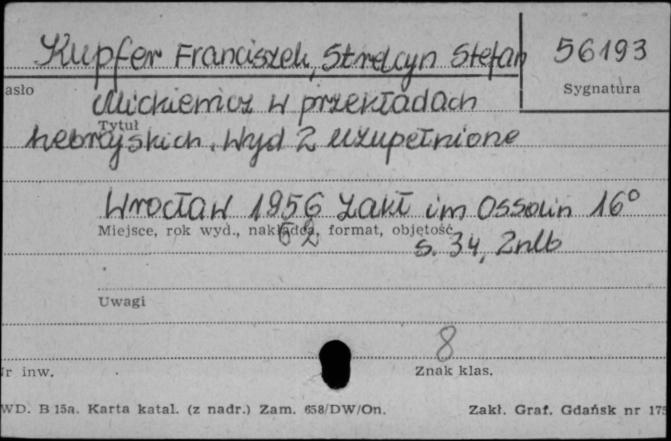 Kupfer Franciszek, Strelcyn Stefan 56193
asło Sygnatura
Mickiewicz w przekładach
Tytuł
hebrajskich. Wyd 2 uzupełnione
Wrocław 1956 Zakł im Ossolin 16°
Miejsce, rok wyd., nakładca, format, objętość
s. 34, 2nlb
Uwagi
8
r inw. Znak klas.
WD. B 15a. Karta katal. (z nadr.) Zam. 658/DW/On. Zakł. Graf. Gdańsk nr 175